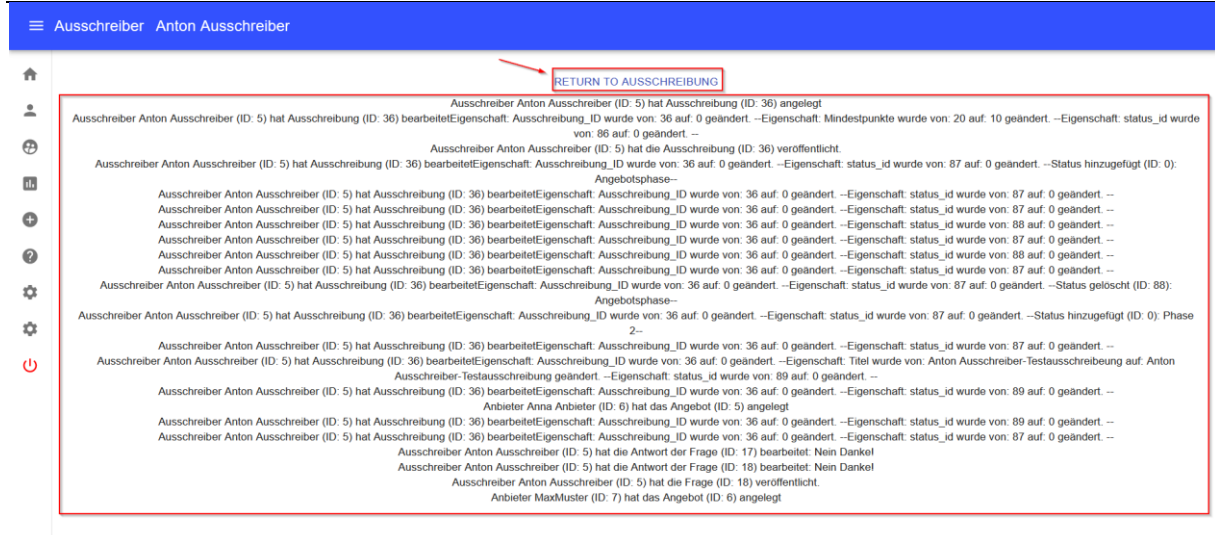 Ausschreiber Anton Ausschreiber
RETURN TO AUSSCHREIBUNG
Ausschreiber Anton Ausschreiber (ID: 5) hat Ausschreibung (ID: 36) angelegt
Ausschreiber Anton Ausschreiber (ID: 5) hat Ausschreibung (ID: 36) bearbeitetEigenschaft: Ausschreibung_ID wurde von: 36 auf: 0 geändert. --Eigenschaft: Mindestpunkte wurde von: 20 auf: 10 geändert. --Eigenschaft: status_id wurde
von: 86 auf: 0 geändert. --
Ausschreiber Anton Ausschreiber (ID: 5) hat die Ausschreibung (ID: 36) veröffentlicht.
Ausschreiber Anton Ausschreiber (ID: 5) hat Ausschreibung (ID: 36) bearbeitetEigenschaft: Ausschreibung_ID wurde von: 36 auf: 0 geändert. --Eigenschaft: status_id wurde von: 87 auf: 0 geändert. --Status hinzugefügt (ID: 0):
Angebotsphase--
Ausschreiber Anton Ausschreiber (ID: 5) hat Ausschreibung (ID: 36) bearbeitetEigenschaft: Ausschreibung_ID wurde von: 36 auf: 0 geändert. --Eigenschaft: status_id wurde von: 87 auf: 0 geändert. --
Ausschreiber Anton Ausschreiber (ID: 5) hat Ausschreibung (ID: 36) bearbeitetEigenschaft: Ausschreibung_ID wurde von: 36 auf: 0 geändert. --Eigenschaft: status_id wurde von: 87 auf: 0 geändert. --
Ausschreiber Anton Ausschreiber (ID: 5) hat Ausschreibung (ID: 36) bearbeitetEigenschaft: Ausschreibung_ID wurde von: 36 auf: 0 geändert. --Eigenschaft: status_id wurde von: 88 auf: 0 geändert. --
Ausschreiber Anton Ausschreiber (ID: 5) hat Ausschreibung (ID: 36) bearbeitetEigenschaft: Ausschreibung_ID wurde von: 36 auf: 0 geändert. --Eigenschaft: status_id wurde von: 87 auf: 0 geändert. --
Ausschreiber Anton Ausschreiber (ID: 5) hat Ausschreibung (ID: 36) bearbeitetEigenschaft: Ausschreibung_ID wurde von: 36 auf: 0 geändert. --Eigenschaft: status_id wurde von: 88 auf: 0 geändert. --
Ausschreiber Anton Ausschreiber (ID: 5) hat Ausschreibung (ID: 36) bearbeitetEigenschaft: Ausschreibung_ID wurde von: 36 auf: 0 geändert. --Eigenschaft: status_id wurde von: 87 auf: 0 geändert. --
Ausschreiber Anton Ausschreiber (ID: 5) hat Ausschreibung (ID: 36) bearbeitetEigenschaft: Ausschreibung_ID wurde von: 36 auf: 0 geändert. --Eigenschaft: status_id wurde von: 87 auf: 0 geändert. --Status gelöscht (ID: 88):
Angebotsphase--
Ausschreiber Anton Ausschreiber (ID: 5) hat Ausschreibung (ID: 36) bearbeitetEigenschaft: Ausschreibung_ID wurde von: 36 auf: 0 geändert. --Eigenschaft: status_id wurde von: 87 auf: 0 geändert. --Status hinzugefügt (ID: 0): Phase
2--
Ausschreiber Anton Ausschreiber (ID: 5) hat Ausschreibung (ID: 36) bearbeitetEigenschaft: Ausschreibung_ID wurde von: 36 auf: 0 geändert. --Eigenschaft: status_id wurde von: 87 auf: 0 geändert. --
Ausschreiber Anton Ausschreiber (ID: 5) hat Ausschreibung (ID: 36) bearbeitetEigenschaft: Ausschreibung_ID wurde von: 36 auf: 0 geändert. --Eigenschaft: Titel wurde von: Anton Ausschreiber-Testausschreibeung auf: Anton
Ausschreiber-Testausschreibung geändert. --Eigenschaft: status_id wurde von: 89 auf: 0 geändert. --
Ausschreiber Anton Ausschreiber (ID: 5) hat Ausschreibung (ID: 36) bearbeitetEigenschaft: Ausschreibung_ID wurde von: 36 auf: 0 geändert. --Eigenschaft: status_id wurde von: 89 auf: 0 geändert. --
Anbieter Anna Anbieter (ID: 6) hat das Angebot (ID: 5) angelegt
Ausschreiber Anton Ausschreiber (ID: 5) hat Ausschreibung (ID: 36) bearbeitetEigenschaft: Ausschreibung_ID wurde von: 36 auf: 0 geändert. --Eigenschaft: status_id wurde von: 89 auf: 0 geändert. --
Ausschreiber Anton Ausschreiber (ID: 5) hat Ausschreibung (ID: 36) bearbeitetEigenschaft: Ausschreibung_ID wurde von: 36 auf: 0 geändert. --Eigenschaft: status_id wurde von: 87 auf: 0 geändert. --
Ausschreiber Anton Ausschreiber (ID: 5) hat die Antwort der Frage (ID: 17) bearbeitet: Nein Danke!
Ausschreiber Anton Ausschreiber (ID: 5) hat die Antwort der Frage (ID: 18) bearbeitet: Nein Danke!
Ausschreiber Anton Ausschreiber (ID: 5) hat die Frage (ID: 18) veröffentlicht.
Anbieter MaxMuster (ID: 7) hat das Angebot (ID: 6) angelegt